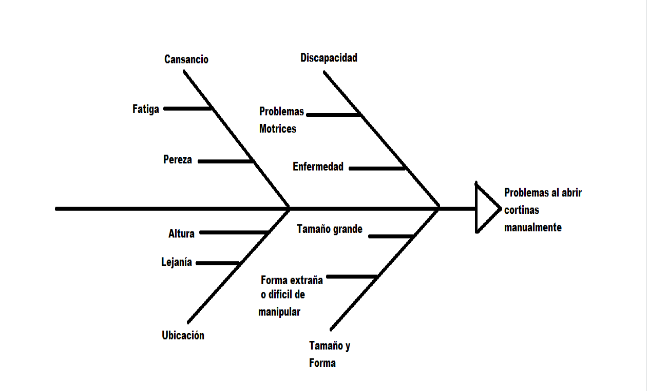 Cansancio
Discapacidad
Fatiga
Problemas
Motrices
Pereza
Enfermedad
Problemas al abrir
cortinas
manualmente
Altura
Tamaño grande
Lejanía
Forma extraña
o dificil de
manipular
Ubicación
Tamaño y
Forma